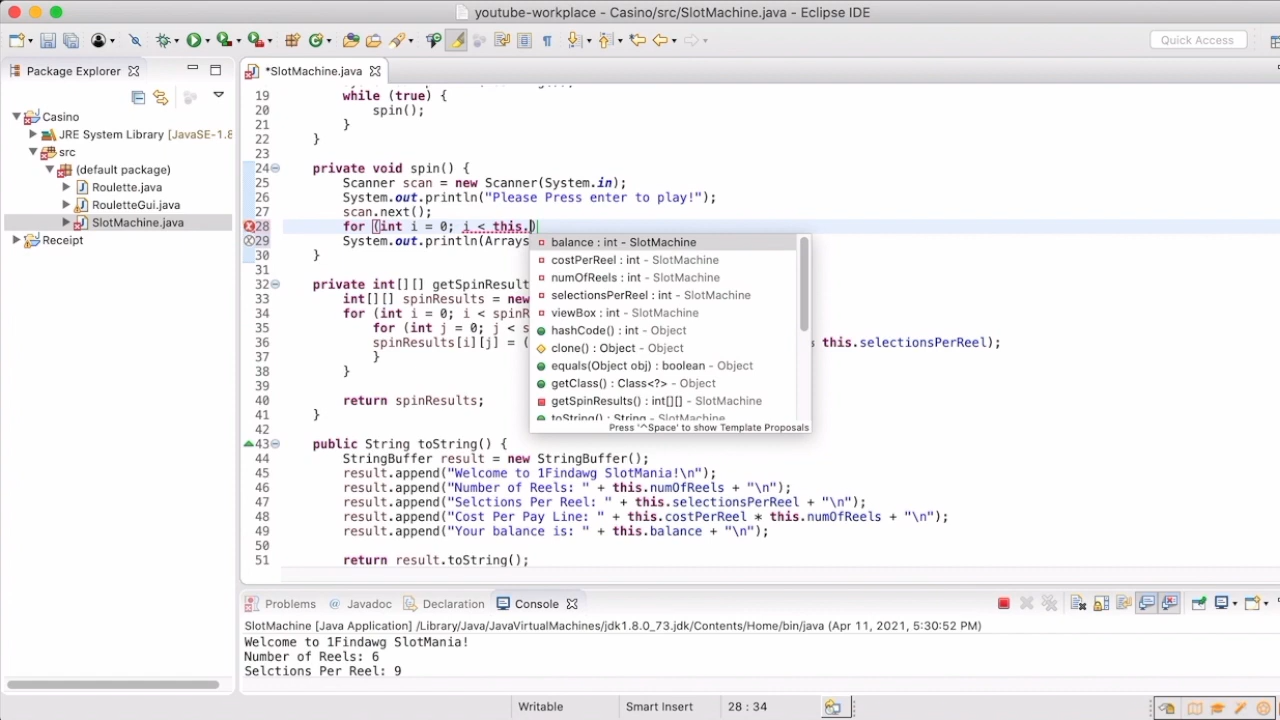 youtube-workplace - Casino/src/SlotMachine.java - Eclipse IDE
Quick Access
Package Explorer
*SlotMachine.java
Casino
JRE System Library [JavaSE-1.8
src
(default package)
Roulette.java
RouletteGui.java
SlotMachine.java
Receipt
19 while (true) {
20 spin();
21 }
22 }
23
24 private void spin() {
25 Scanner scan = new Scanner(System.in);
26 System.out.println("Please Press enter to play!");
27 scan.next();
28 for (int i = 0; i < this.)
29 System.out.println(Arrays
30 }
31
32 private int[][] getSpinResult
33 int[][] spinResults = new
34 for (int i = 0; i < spinR
35 for (int j = 0; j < s
36 spinResults[i][j] = ( this.selectionsPerReel);
37 }
38 }
39
40 return spinResults;
41 }
42
43 public String toString() {
44 StringBuffer result = new StringBuffer();
45 result.append("Welcome to 1Findawg SlotMania!\n");
46 result.append("Number of Reels: " + this.numOfReels + "\n");
47 result.append("Selctions Per Reel: " + this.selectionsPerReel + "\n");
48 result.append("Cost Per Pay Line: " + this.costPerReel * this.numOfReels + "\n");
49 result.append("Your balance is: " + this.balance + "\n");
50
51 return result.toString();
balance : int - SlotMachine
costPerReel : int - SlotMachine
numOfReels : int - SlotMachine
selectionsPerReel : int - SlotMachine
viewBox : int - SlotMachine
hashCode() : int - Object
clone() : Object - Object
equals(Object obj) : boolean - Object
getClass() : Class<?> - Object
getSpinResults() : int[][] - SlotMachine
toString() : String - SlotMachine
Press '^Space' to show Template Proposals
Problems @ Javadoc Declaration Console
SlotMachine [Java Application] /Library/Java/JavaVirtualMachines/jdk1.8.0_73.jdk/Contents/Home/bin/java (Apr 11, 2021, 5:30:52 PM)
Welcome to 1Findawg SlotMania!
Number of Reels: 6
Selctions Per Reel: 9
Writable Smart Insert 28 : 34